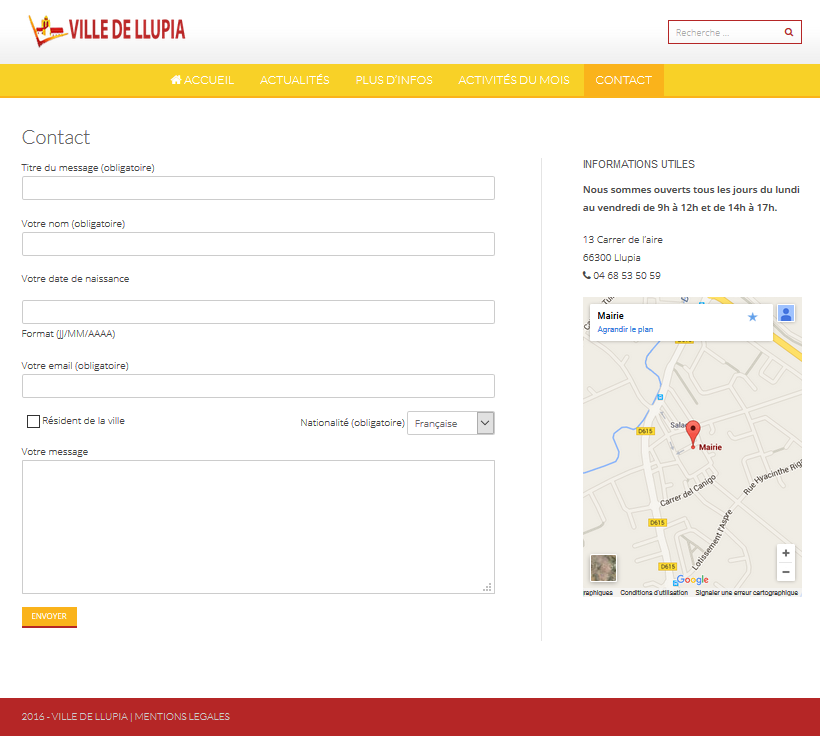 VILLE DE LLUPIA
Recherche ...
ACCUEIL
ACTUALITÉS
PLUS D'INFOS
ACTIVITÉS DU MOIS
CONTACT
Contact
Titre du message (obligatoire)
Votre nom (obligatoire)
Votre date de naissance
Format (JJ/MM/AAAA)
Votre email (obligatoire)
Résident de la ville
Nationalité (obligatoire)
Française
Votre message
ENVOYER
INFORMATIONS UTILES
Nous sommes ouverts tous les jours du lundi
au vendredi de 9h à 12h et de 14h à 17h.
13 Carrer de l'aire
66300 Llupia
04 68 53 50 59
Mairie
Agrandir le plan
D615
Mairie
Rue Hyacinthe Rig
Carrer del Canigo
D615
Lotissement l'Aspre
D615
+
−
Google
raphiques
Conditions d'utilisation
Signaler une erreur cartographique
2016 - VILLE DE LLUPIA | MENTIONS LEGALES